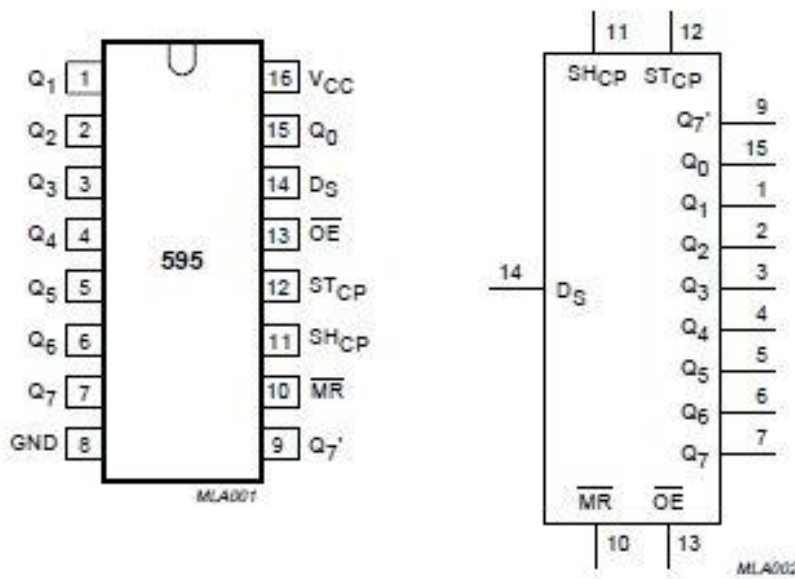 Q1 1 16 VCC
Q2 2 15 Q0
Q3 3 14 DS
Q4 4 13 OE
595
Q5 5 12 STCP
Q6 6 11 SHCP
Q7 7 10 MR
GND 8 9 Q7'
MLA001
11 12
SHCP STCP
Q7' 9
Q0 15
Q1 1
Q2 2
14 DS Q3 3
Q4 4
Q5 5
Q6 6
Q7 7
MR OE
10 13
MLA002